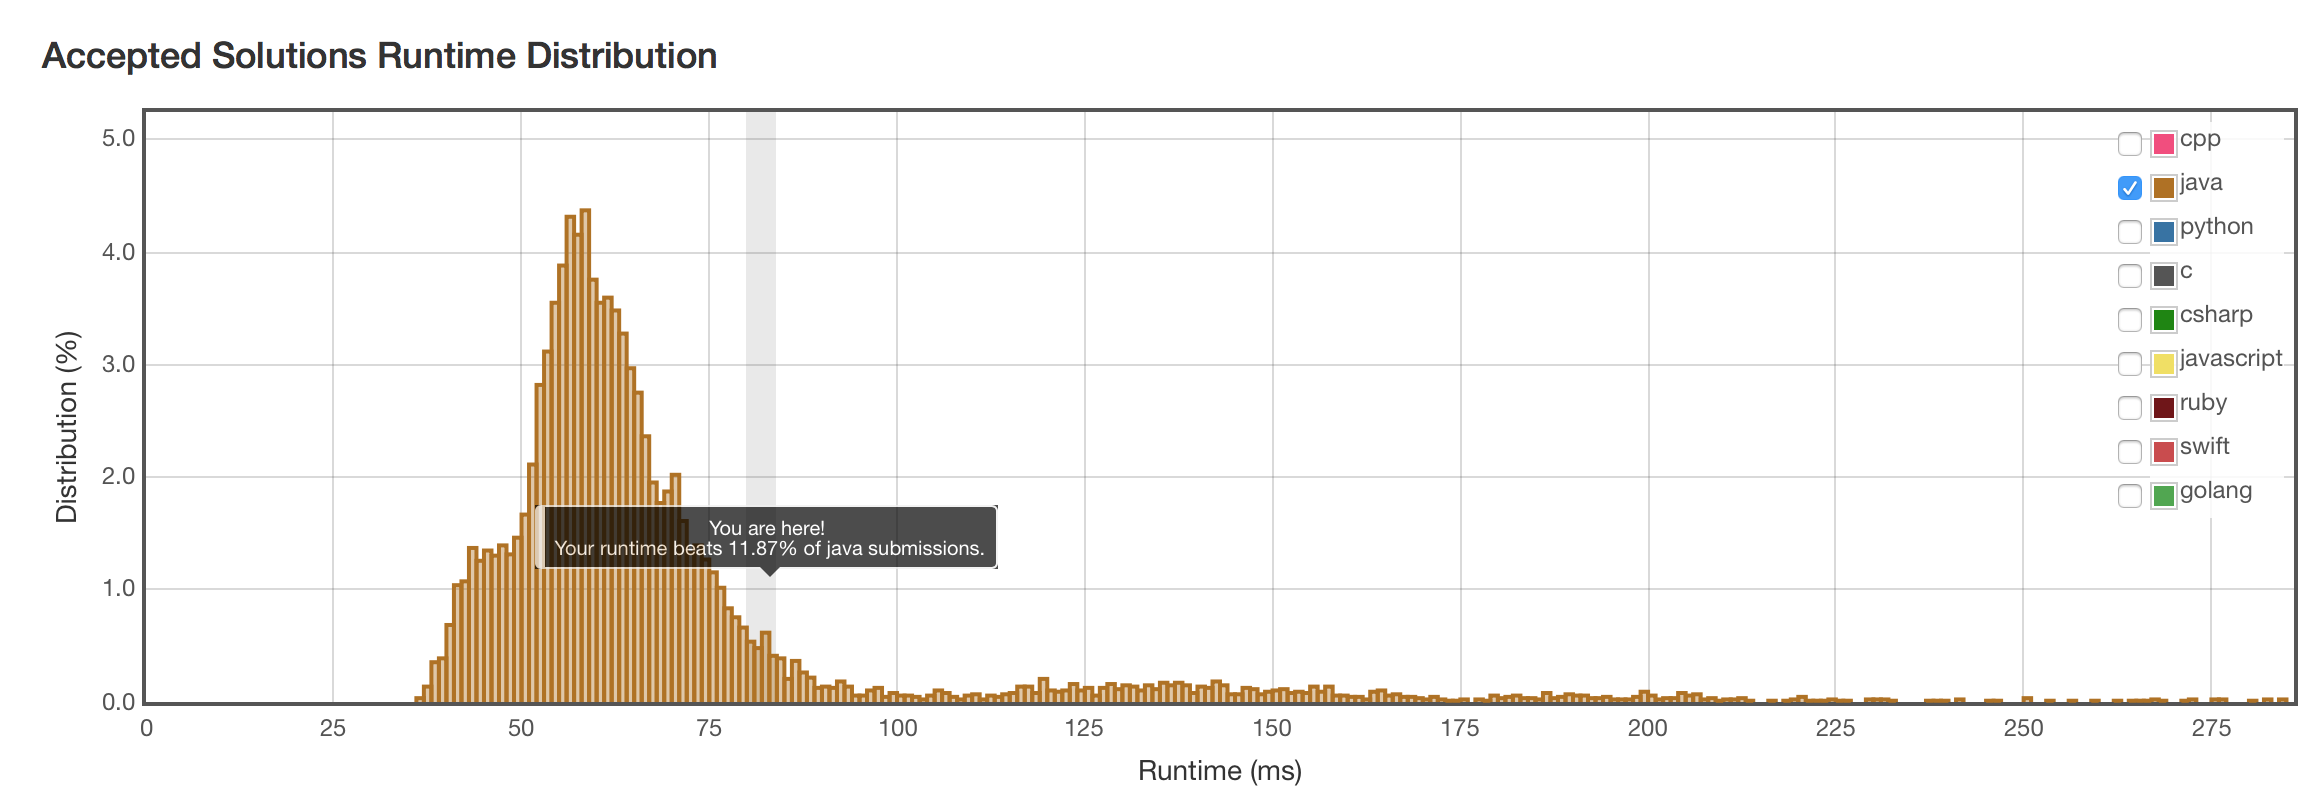 Accepted Solutions Runtime Distribution
Distribution (%)
5.0
4.0
3.0
2.0
1.0
0.0
cpp
java
python
c
csharp
javascript
ruby
swift
golang
You are here!
Your runtime beats 11.87% of java submissions.
0 25 50 75 100 125 150 175 200 225 250 275
Runtime (ms)